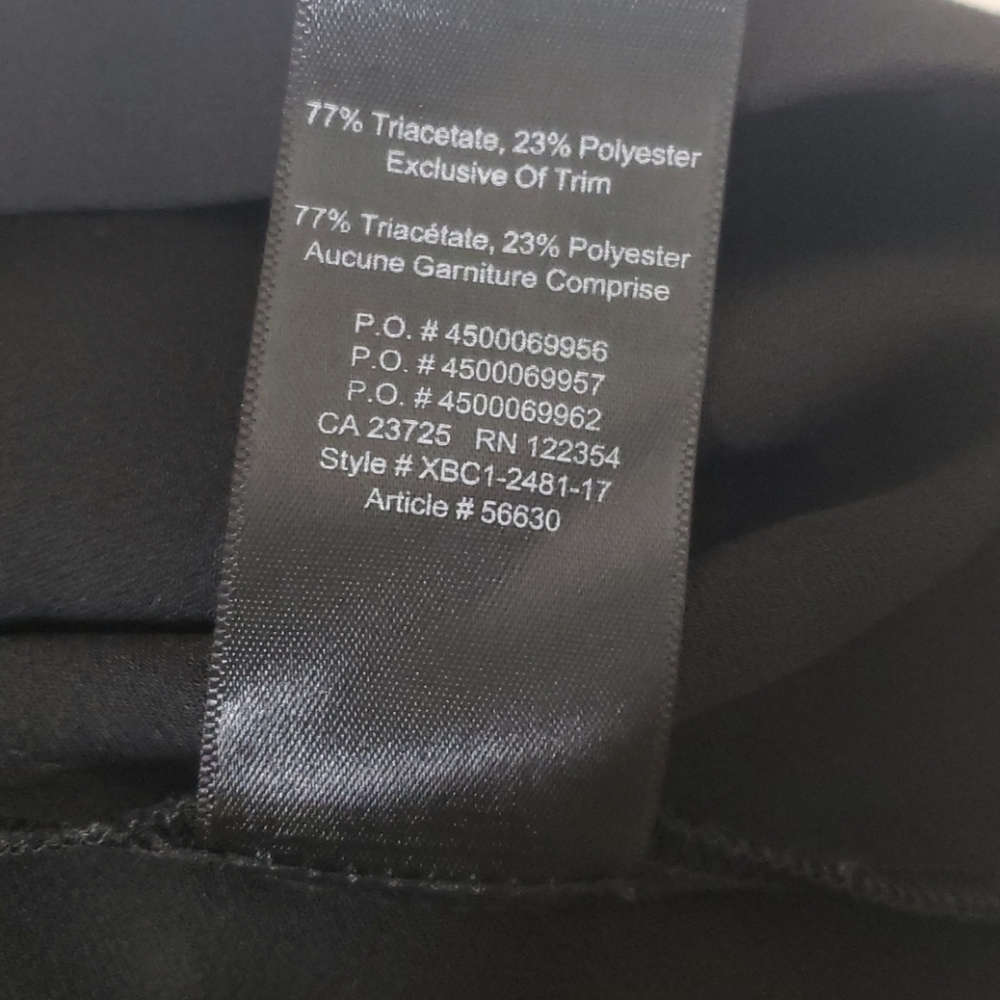 77% Triacetate, 23% Polyester
Exclusive Of Trim
77% Triacétate, 23% Polyester
Aucune Garniture Comprise
P.O. # 4500069956
P.O. # 4500069957
P.O. # 4500069962
CA 23725 RN 122354
Style # XBC1-2481-17
Article # 56630